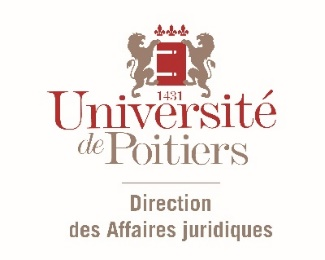 1431
Université
de Poitiers
Direction
des Affaires juridiques